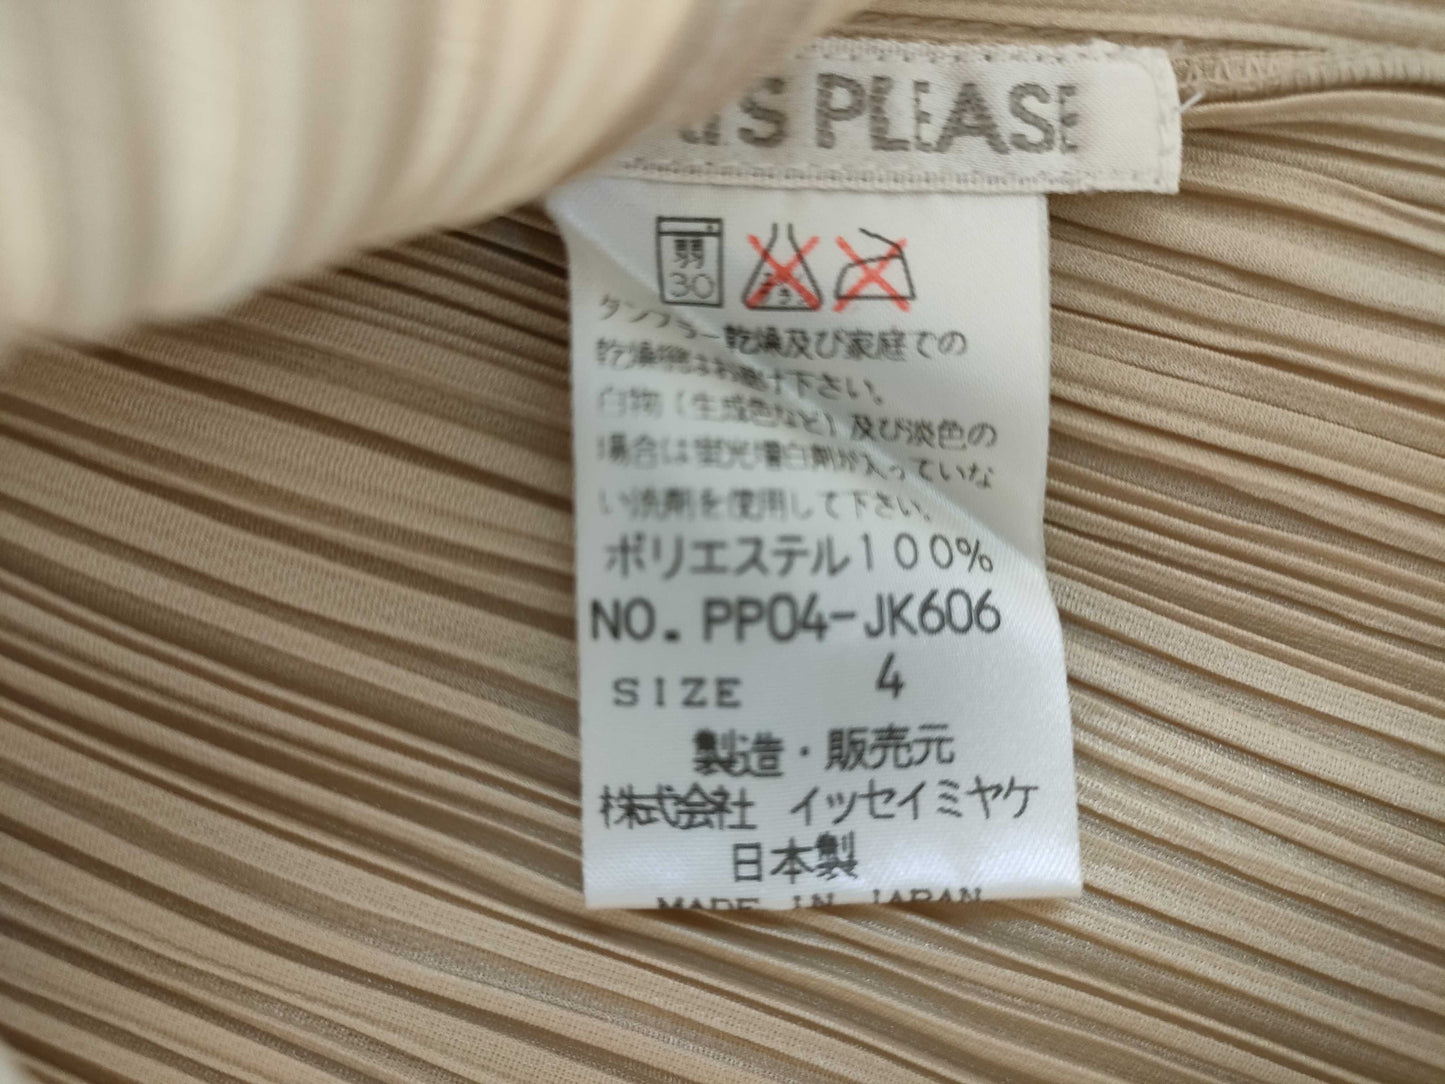 PLEASE
弱
30
タンブラー乾燥及び家庭での
乾燥機はお避け下さい。
白物(生成色など)及び淡色の
場合は蛍光増白剤が入っていな
い洗剤を使用して下さい。
ポリエステル100%
NO. PP04-JK606
SIZE 4
製造・販売元
株式会社 イッセイミヤケ
日本製
MADE IN JAPAN